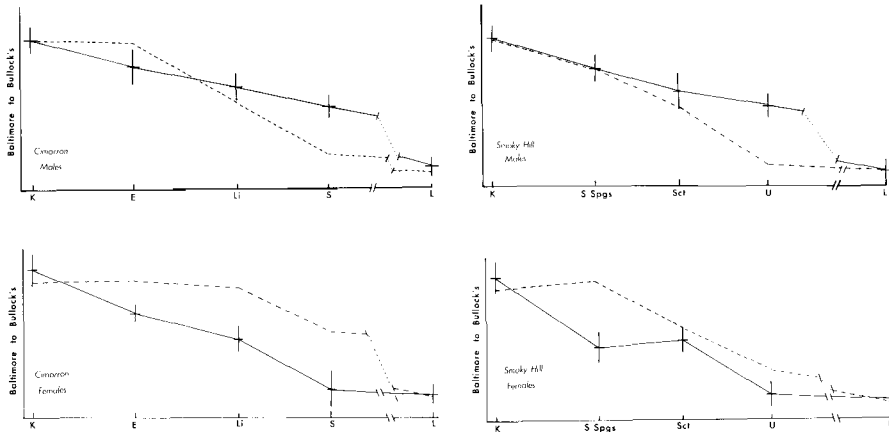 Baltimore to Bullock's
Cimarron
Males
K E Li S L
Baltimore to Bullock's
Smoky Hill
Males
K S Spgs Sct U L
Baltimore to Bullock's
Cimarron
Females
K E Li S L
Baltimore to Bullock's
Smoky Hill
Females
K S Spgs Sct U L